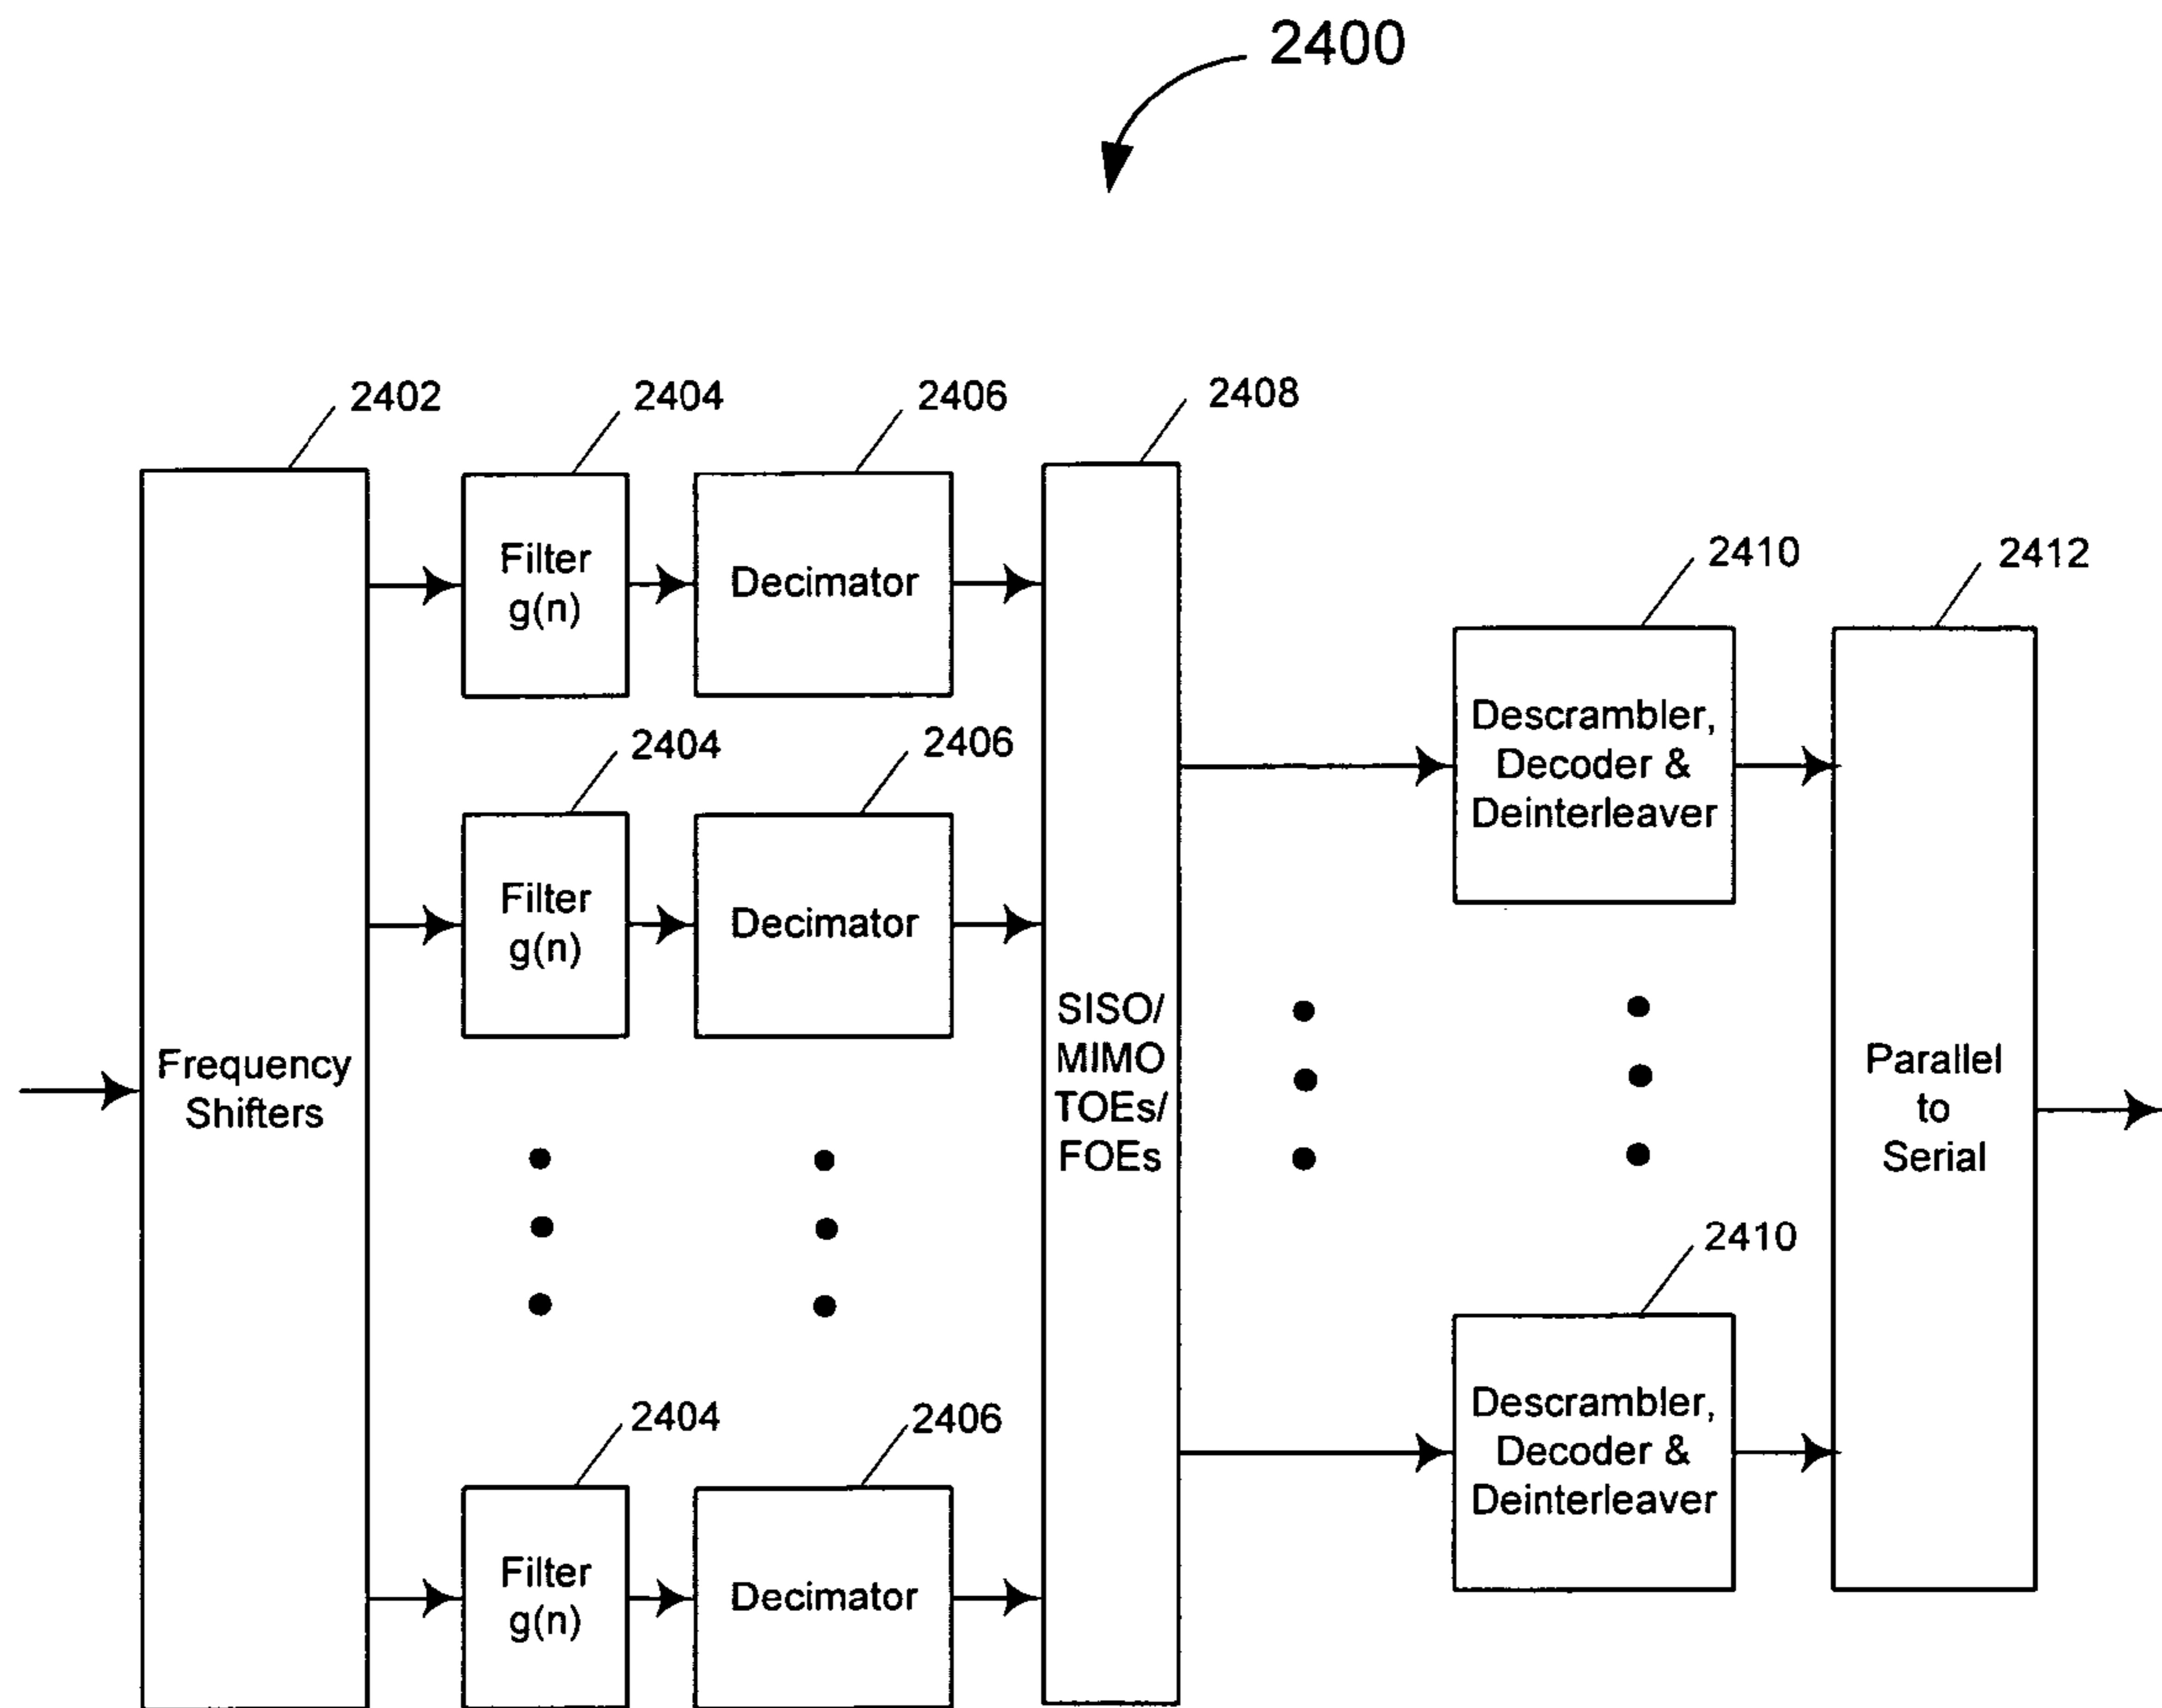 2400
2402
2404
2406
2408
Filter
g(n)
Decimator
2410
2412
2404
2406
Descrambler,
Decoder &
Deinterleaver
Filter
g(n)
Decimator
Frequency
Shifters
SISO/
MIMO
TOEs/
FOEs
Parallel
to
Serial
2410
2404
2406
Descrambler,
Decoder &
Deinterleaver
Filter
g(n)
Decimator